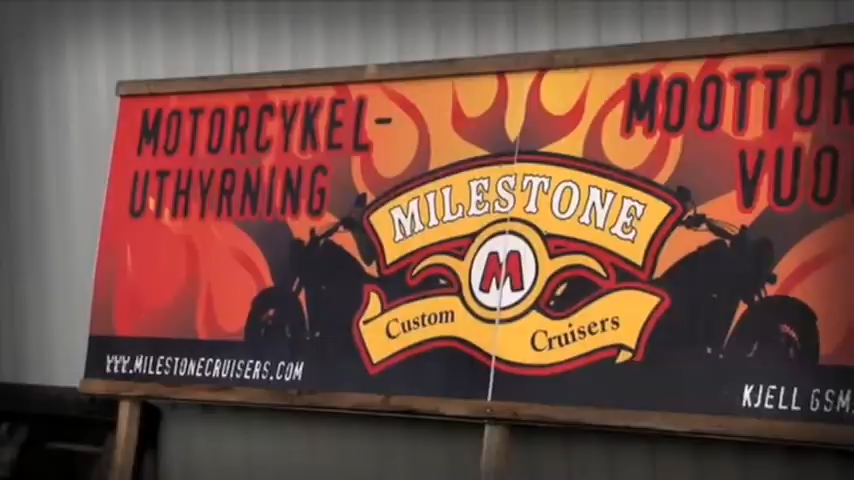 MOTORCYKEL-
UTHYRNING
MILESTONE
M
Custom Cruisers
WWW.MILESTONECRUISERS.COM
MOOTTOR
VUO
KJELL GSM